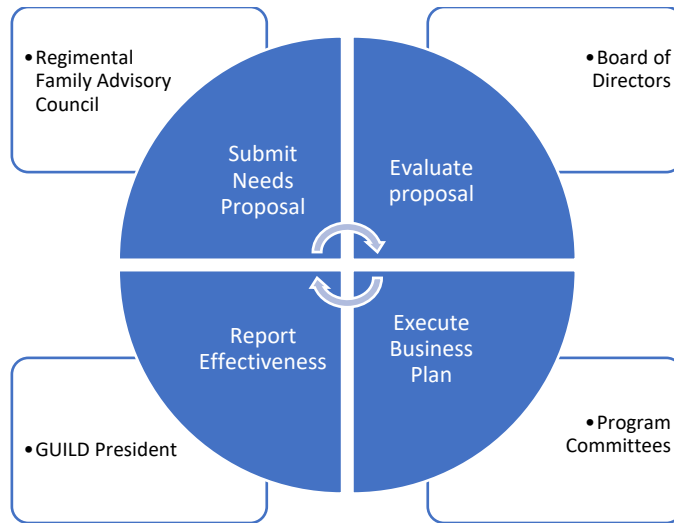 •Regimental
Family Advisory
Council
•Board of
Directors
Submit
Needs
Proposal
Evaluate
proposal
Report
Effectiveness
Execute
Business
Plan
•GUILD President
•Program
Committees